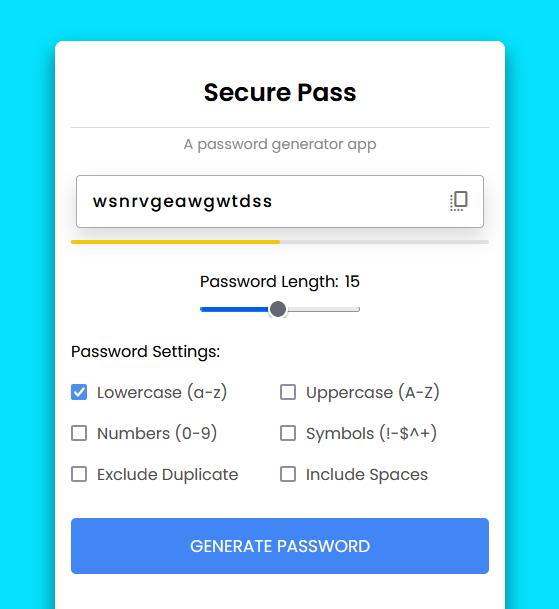 Secure Pass
A password generator app
wsnrvgeawgwtdss
Password Length: 15
Password Settings:
Lowercase (a-z) Uppercase (A-Z)
Numbers (0-9) Symbols (!-$^+)
Exclude Duplicate Include Spaces
GENERATE PASSWORD